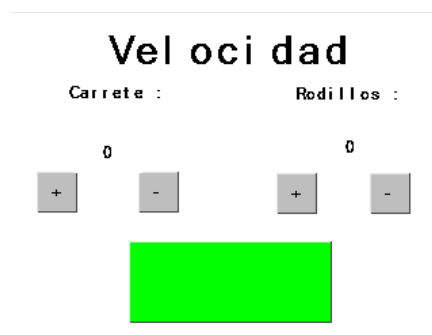 Velocidad
Carrete : Rodillos :
0 0
+ - + -